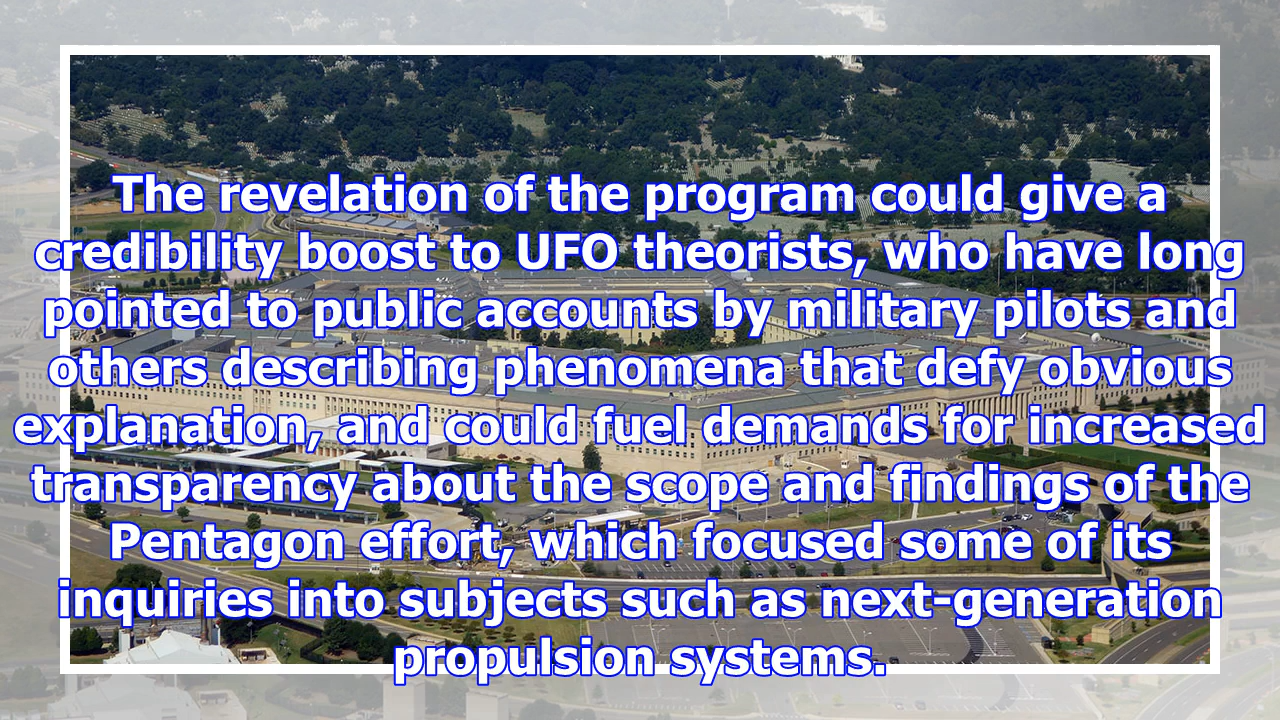 The revelation of the program could give a
credibility boost to UFO theorists, who have long
pointed to public accounts by military pilots and
others describing phenomena that defy obvious
explanation, and could fuel demands for increased
transparency about the scope and findings of the
Pentagon effort, which focused some of its
inquiries into subjects such as next-generation
propulsion systems.